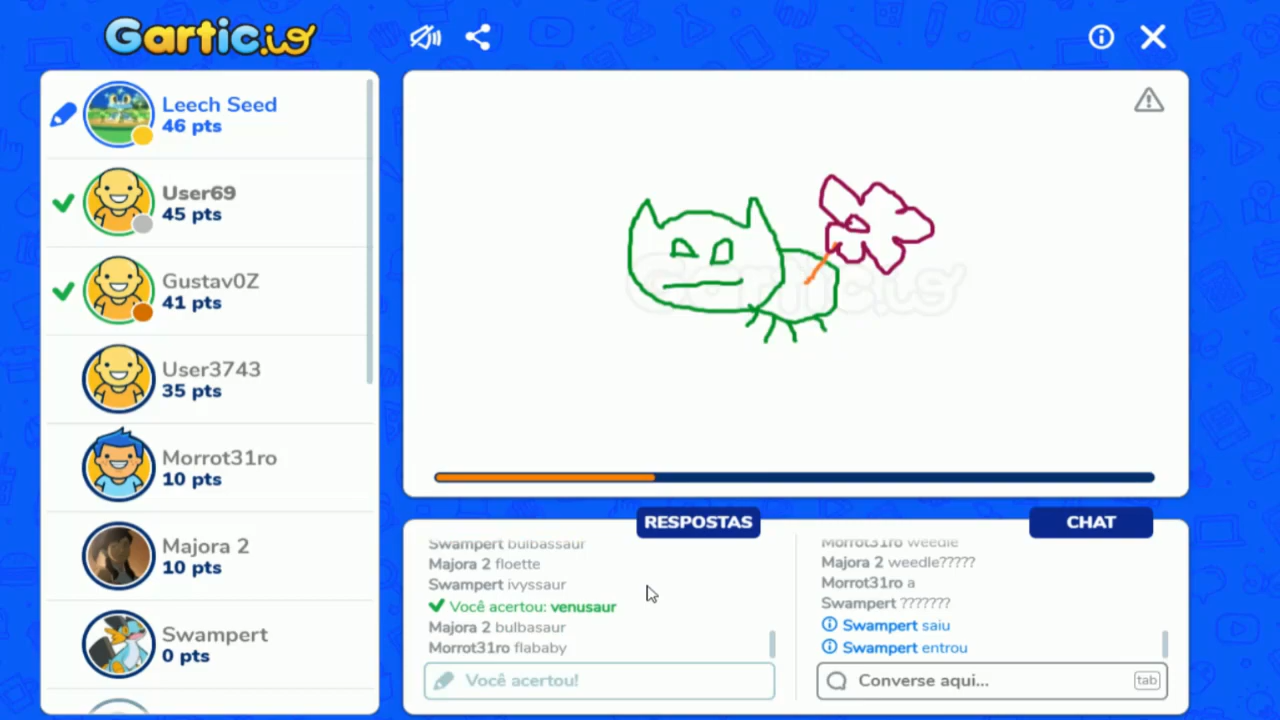 Gartic.io
Leech Seed
46 pts
User69
45 pts
Gustav0Z
41 pts
User3743
35 pts
Morrot31ro
10 pts
Majora 2
10 pts
Swampert
0 pts
Gartic.io
RESPOSTAS
Swampert bulbassaur
Majora 2 floette
Swampert ivyssaur
Você acertou: venusaur
Majora 2 bulbasaur
Morrot31ro flababy
Você acertou!
CHAT
Morrot31ro weedle
Majora 2 weedle?????
Morrot31ro a
Swampert ???????
Swampert saiu
Swampert entrou
Converse aqui...
tab